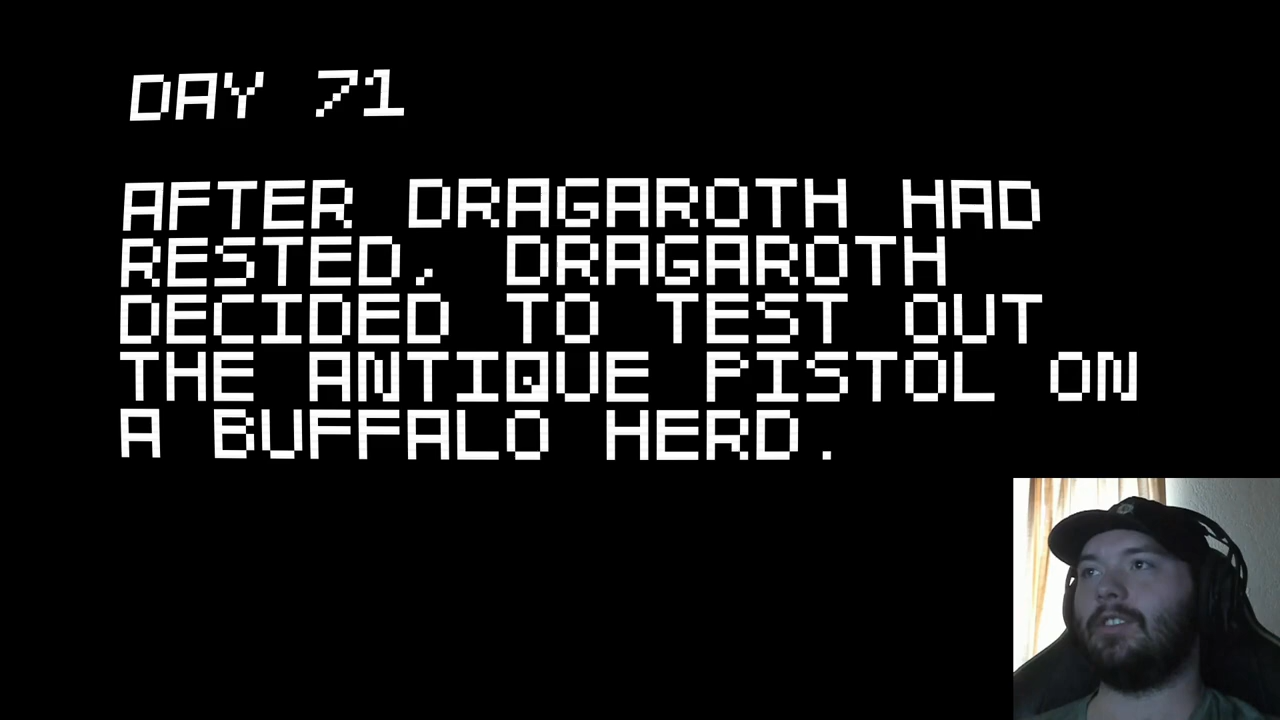 DAY 71
AFTER DRAGAROTH HAD
RESTED, DRAGAROTH
DECIDED TO TEST OUT
THE ANTIQUE PISTOL ON
A BUFFALO HERD.